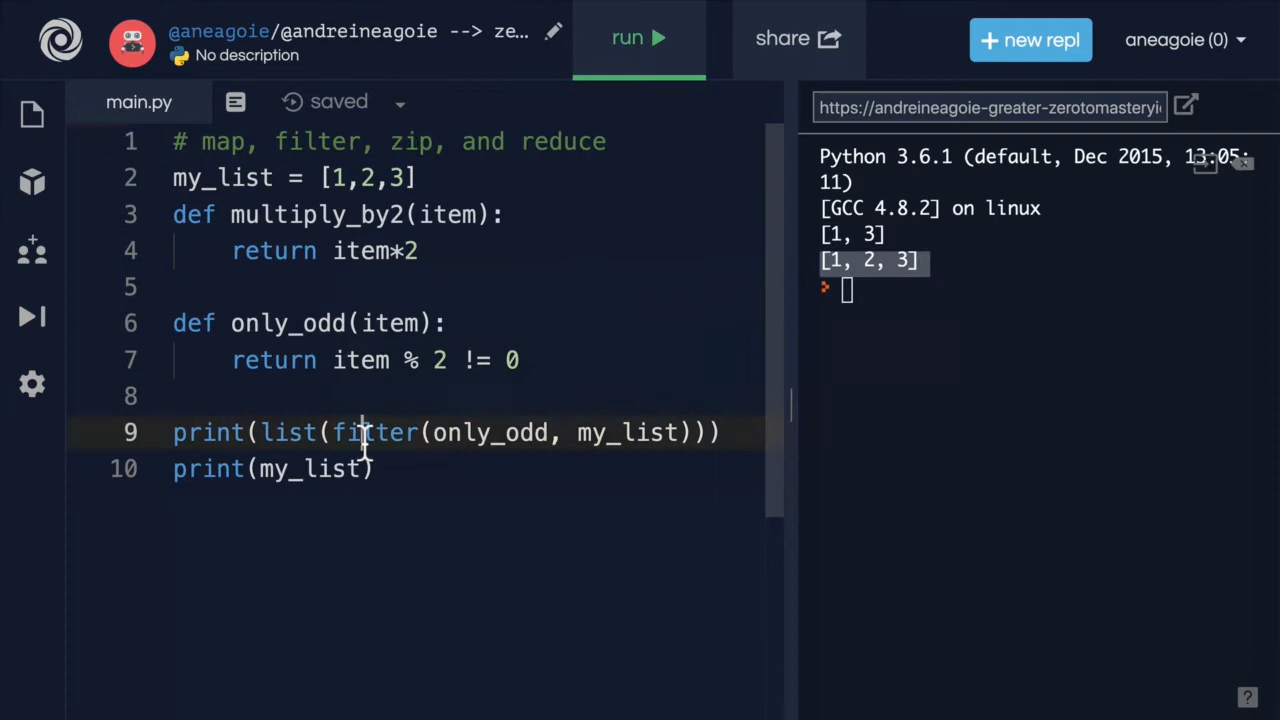 @aneagoie/@andreineagoie --> ze...
No description
run
share
+ new repl
aneagoie (0)
main.py
saved
https://andreineagoie-greater-zerotomasteryi
1 # map, filter, zip, and reduce
2 my_list = [1,2,3]
3 def multiply_by2(item):
4 return item*2
5
6 def only_odd(item):
7 return item % 2 != 0
8
9 print(list(filter(only_odd, my_list)))
10 print(my_list)
Python 3.6.1 (default, Dec 2015, 13:05:
11)
[GCC 4.8.2] on linux
[1, 3]
[1, 2, 3]
?